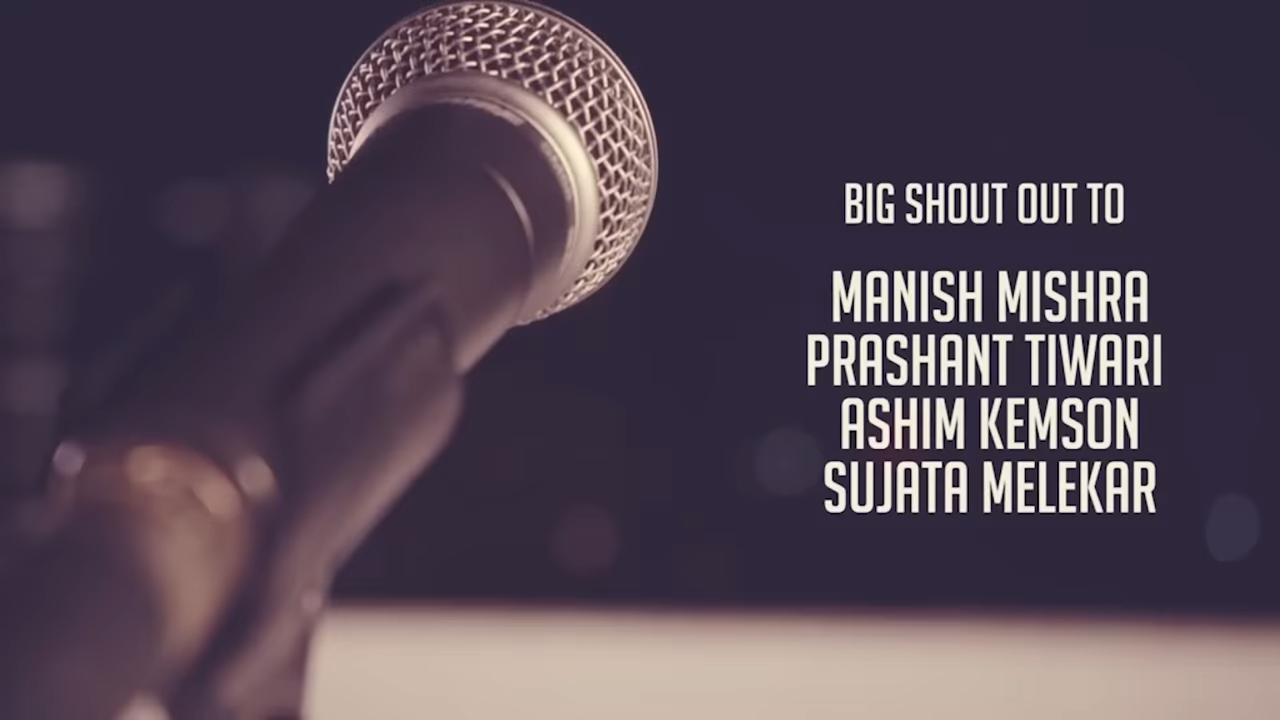 BIG SHOUT OUT TO
MANISH MISHRA
PRASHANT TIWARI
ASHIM KEMSON
SUJATA MELEKAR